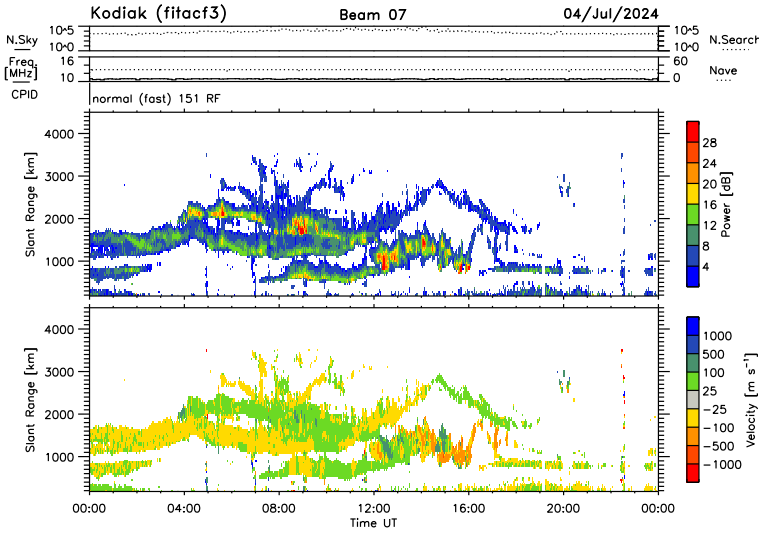 Kodiak (fitacf3)
Beam 07
04/Jul/2024
N.Sky
10^5
10^0
10^5
10^0
N.Search
Freq.
[MHz]
16
10
60
0
Nave
CPID
normal (fast) 151 RF
Slant Range [km]
4000
3000
2000
1000
28
24
20
16
12
8
4
Power [dB]
Slant Range [km]
4000
3000
2000
1000
1000
500
100
25
-25
-100
-500
-1000
Velocity [m s⁻¹]
00:00
04:00
08:00
12:00
16:00
20:00
00:00
Time UT